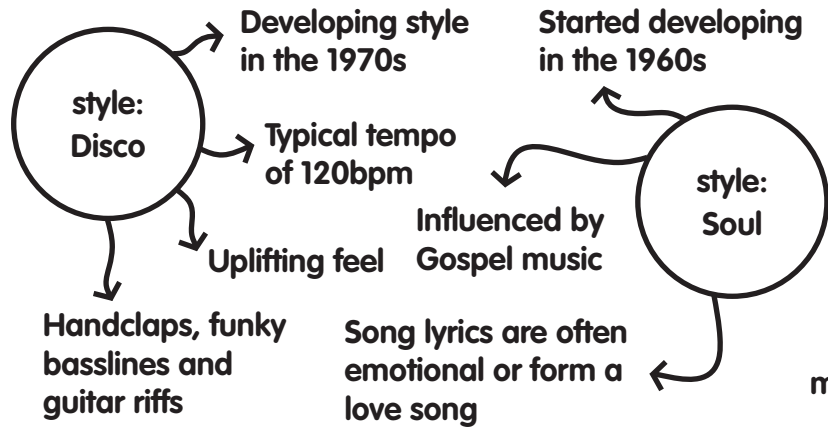 style:
Disco
Developing style
in the 1970s
Typical tempo
of 120bpm
Uplifting feel
Handclaps, funky
basslines and
guitar riffs
style:
Soul
Started developing
in the 1960s
Influenced by
Gospel music
Song lyrics are often
emotional or form a
love song